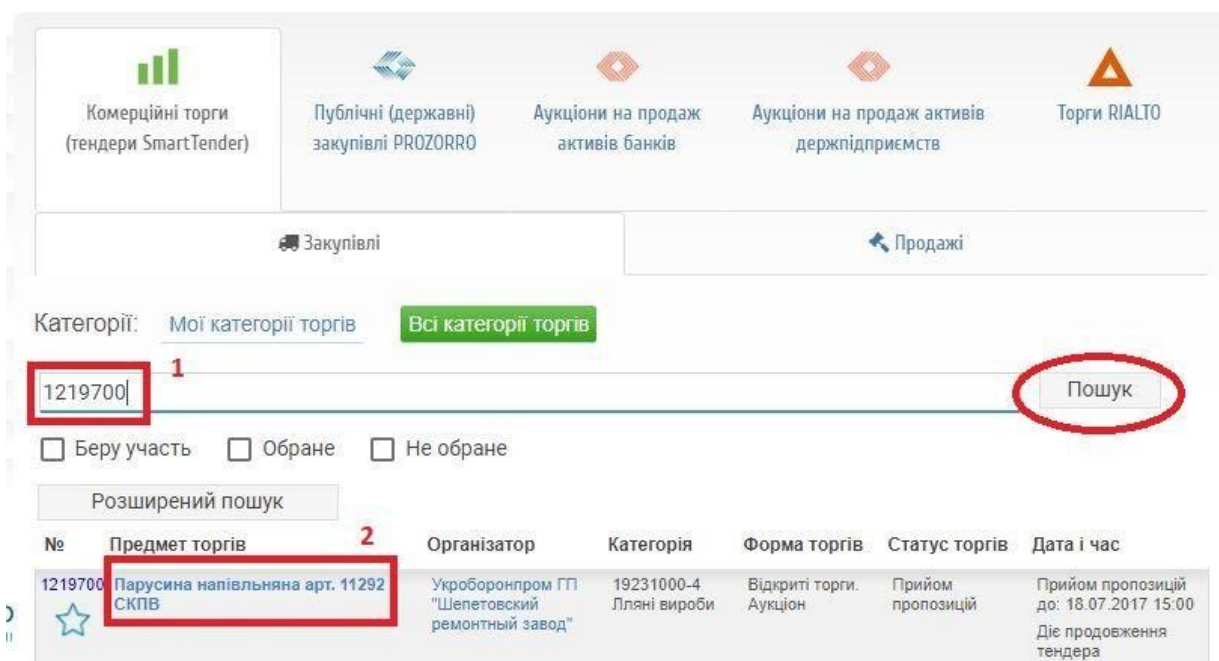 Комерційні торги
(тендери SmartTender)
Публічні (державні)
закупівлі PROZORRO
Аукціони на продаж
активів банків
Аукціони на продаж активів
держпідприємств
Торги RIALTO
Закупівлі
Продажі
Категорії: Мої категорії торгів Всі категорії торгів
1
1219700 Пошук
Беру участь Обране Не обране
Розширений пошук
2
№ Предмет торгів Організатор Категорія Форма торгів Статус торгів Дата і час
1219700 Парусина напівльняна арт. 11292 Укроборонпром ГП 19231000-4 Відкриті торги. Прийом Прийом пропозицій
СКПВ "Шепетовский Лляні вироби Аукціон пропозицій до: 18.07.2017 15:00
ремонтный завод" Діє продовження
тендера